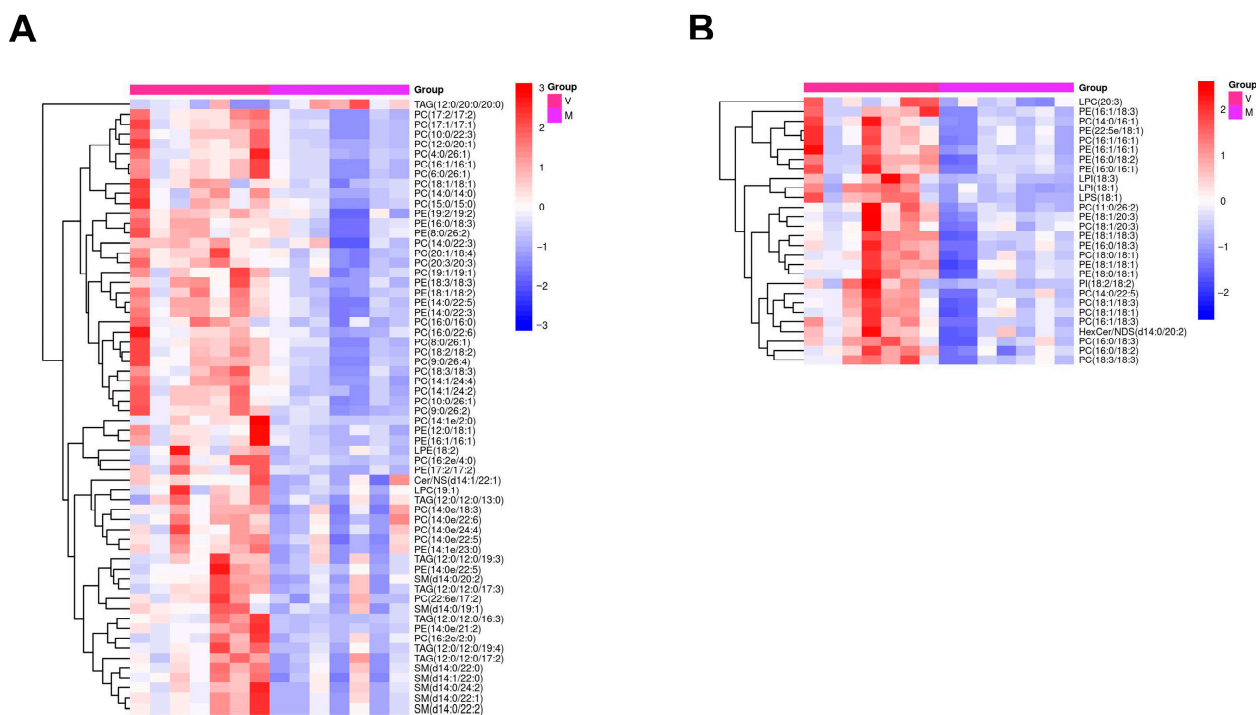 A
Group
TAG(12:0/20:0/20:0)
PC(17:2/17:2)
PC(17:1/17:1)
PC(10:0/22:3)
PC(12:0/20:1)
PC(4:0/26:1)
PC(16:1/16:1)
PC(6:0/26:1)
PC(18:1/18:1)
PC(14:0/14:0)
PC(15:0/15:0)
PE(19:2/19:2)
PE(16:0/18:3)
PE(8:0/26:2)
PC(14:0/22:3)
PC(20:1/18:4)
PC(20:3/20:3)
PC(19:1/19:1)
PE(18:3/18:3)
PE(18:1/18:2)
PE(14:0/22:5)
PE(14:0/22:3)
PC(16:0/16:0)
PC(16:0/22:6)
PC(8:0/26:1)
PC(18:2/18:2)
PC(9:0/26:4)
PC(18:3/18:3)
PC(14:1/24:4)
PC(14:1/24:2)
PC(10:0/26:1)
PC(9:0/26:2)
PC(14:1e/2:0)
PE(12:0/18:1)
PE(16:1/16:1)
LPE(18:2)
PC(16:2e/4:0)
PE(17:2/17:2)
Cer/NS(d14:1/22:1)
LPC(19:1)
TAG(12:0/12:0/13:0)
PC(14:0e/18:3)
PC(14:0e/22:6)
PC(14:0e/24:4)
PC(14:0e/22:5)
PE(14:1e/23:0)
TAG(12:0/12:0/19:3)
PE(14:0e/22:5)
SM(d14:0/20:2)
TAG(12:0/12:0/17:3)
PC(22:6e/17:2)
SM(d14:0/19:1)
TAG(12:0/12:0/16:3)
PE(14:0e/21:2)
PC(16:2e/2:0)
TAG(12:0/12:0/19:4)
TAG(12:0/12:0/17:2)
SM(d14:0/22:0)
SM(d14:1/22:0)
SM(d14:0/24:2)
SM(d14:0/22:1)
SM(d14:0/22:2)
3
2
1
0
−1
−2
−3
Group
V
M
B
Group
LPC(20:3)
PE(16:1/18:3)
PC(14:0/16:1)
PE(22:5e/18:1)
PC(16:1/16:1)
PE(16:1/16:1)
PE(16:0/18:2)
PE(16:0/16:1)
LPI(18:3)
LPI(18:1)
LPS(18:1)
PC(11:0/26:2)
PE(18:1/20:3)
PC(18:1/20:3)
PE(18:1/18:3)
PE(16:0/18:3)
PC(18:0/18:1)
PE(18:1/18:1)
PE(18:0/18:1)
PI(18:2/18:2)
PC(14:0/22:5)
PC(18:1/18:3)
PC(18:1/18:1)
PC(16:1/18:3)
HexCer/NDS(d14:0/20:2)
PC(16:0/18:3)
PC(16:0/18:2)
PC(18:3/18:3)
2
1
0
−1
−2
Group
V
M